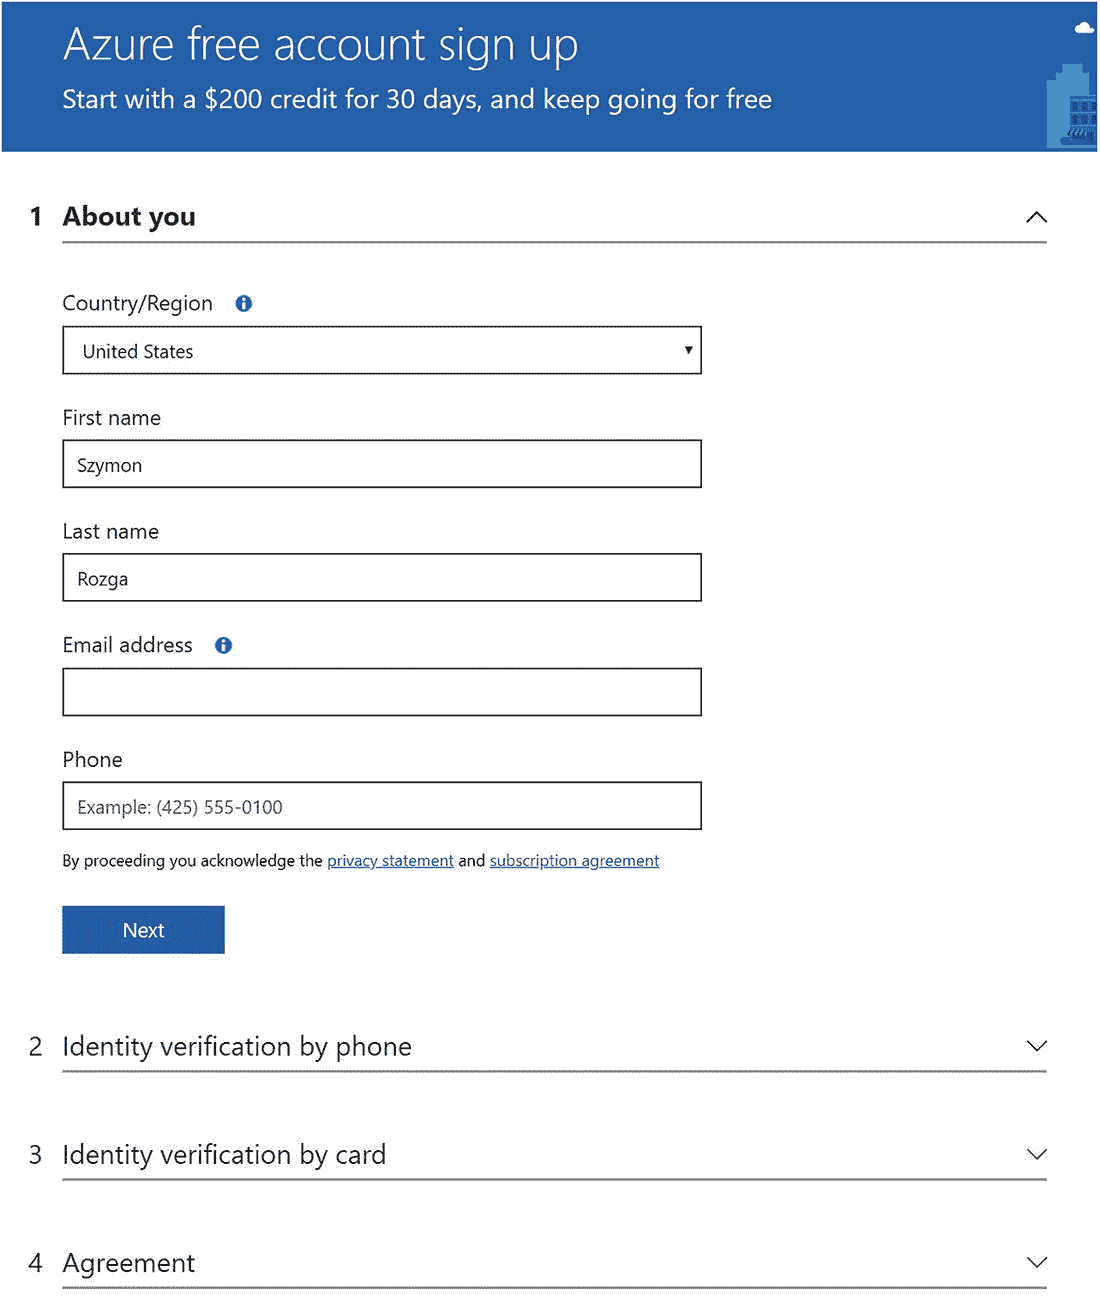 Azure free account sign up
Start with a $200 credit for 30 days, and keep going for free
1 About you
Country/Region
United States
First name
Szymon
Last name
Rozga
Email address
Phone
Example: (425) 555-0100
By proceeding you acknowledge the privacy statement and subscription agreement
Next
2 Identity verification by phone
3 Identity verification by card
4 Agreement